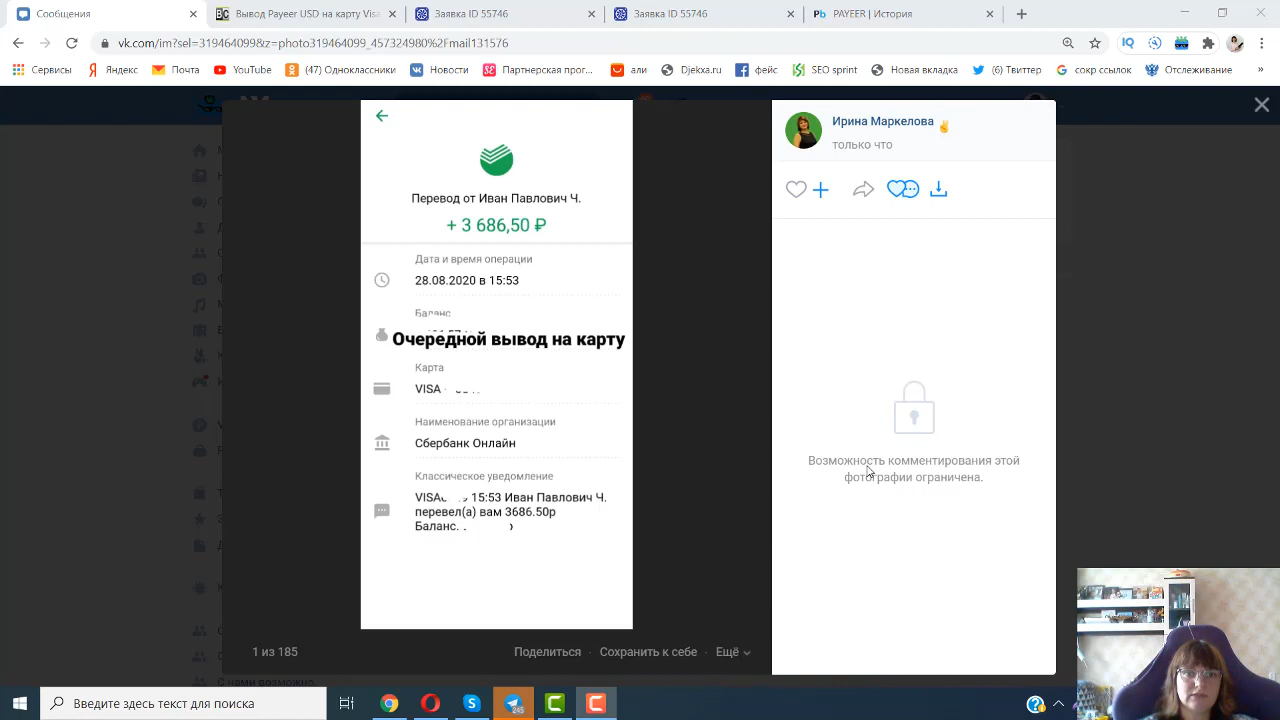 Сообщения
Вывод Payeer USD на карту Visa
Заявка ID 55746
Заявка ID 55746
PAYEER | История
vk.com/im?sel=319464099&z=photo319464099_457324980%2Fmail131576
Сервисы
Яндекс
Почта
YouTube
(47) Одноклассни
Новости
Партнерская прог...
али
Djekxa.ru
фейс
SEO sprint
Новая вкладка
(6) Твиттер
сокр ссылок
Отслеживание
»
Перевод от Иван Павлович Ч.
+ 3 686,50 ₽
Дата и время операции
28.08.2020 в 15:53
Баланс
Очередной вывод на карту
Карта
VISA
Наименование организации
Сбербанк Онлайн
Классическое уведомление
15:53 Иван Павлович Ч.
перевел(а) вам 3686.50р
Баланс.
Ирина Маркелова
только что
Возможность комментирования этой
фотографии ограничена.
1 из 185
Поделиться · Сохранить к себе · Ещё
С нами возможно.
Введите здесь текст для поиска
245